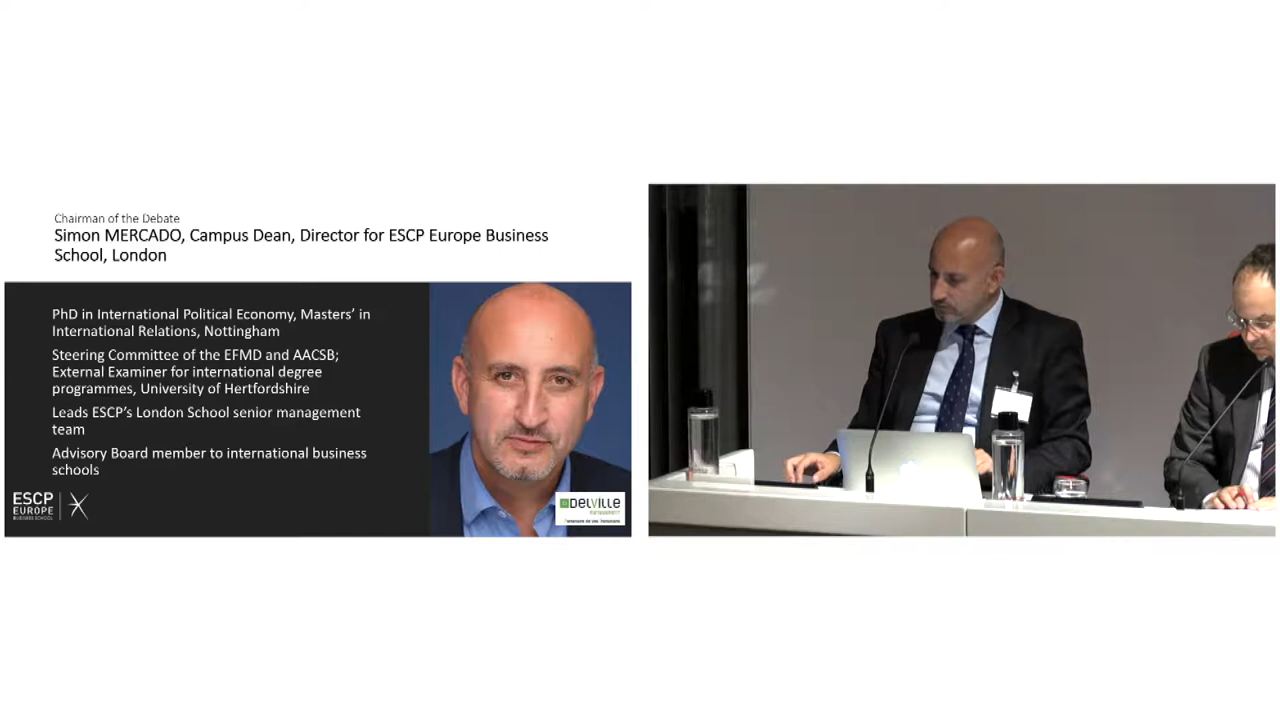 Chairman of the Debate
Simon MERCADO, Campus Dean, Director for ESCP Europe Business
School, London
PhD in International Political Economy, Masters’ in
International Relations, Nottingham
Steering Committee of the EFMD and AACSB;
External Examiner for international degree
programmes, University of Hertfordshire
Leads ESCP’s London School senior management
team
Advisory Board member to international business
schools
ESCP
EUROPE
BUSINESS SCHOOL
DELVILLE
MANAGEMENT